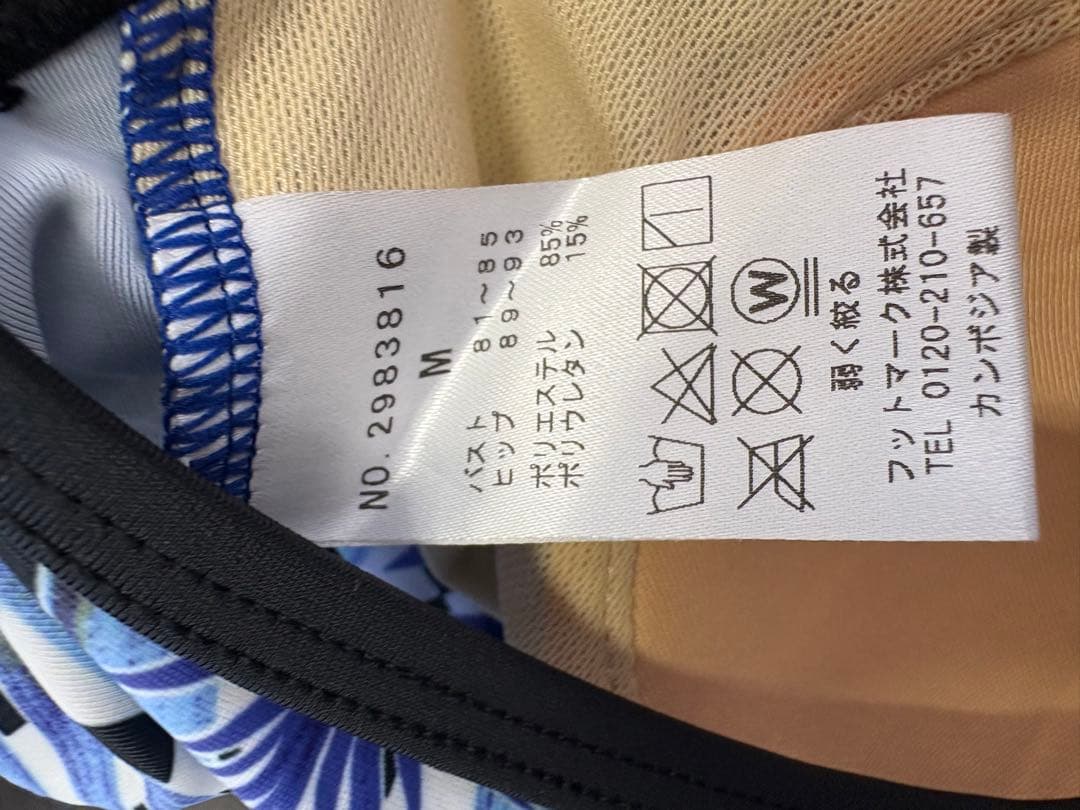 NO. 2983816
M
バスト 81～85
ヒップ 89～93
ポリエステル 85%
ポリウレタン 15%
W
弱く絞る
フットマーク株式会社
TEL 0120-210-657
カンボジア製